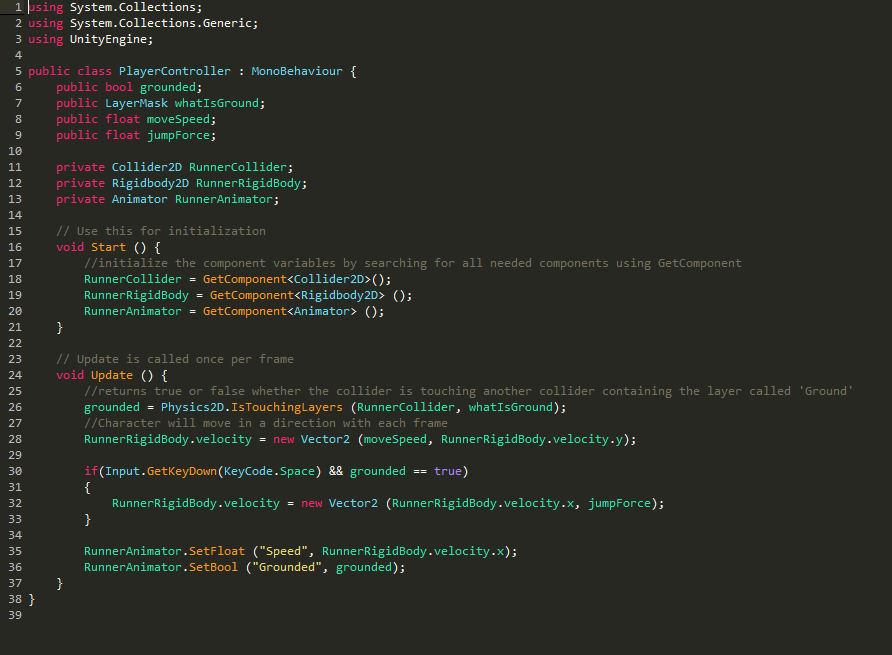 1 using System.Collections;
2 using System.Collections.Generic;
3 using UnityEngine;
4
5 public class PlayerController : MonoBehaviour {
6     public bool grounded;
7     public LayerMask whatIsGround;
8     public float moveSpeed;
9     public float jumpForce;
10
11     private Collider2D RunnerCollider;
12     private Rigidbody2D RunnerRigidBody;
13     private Animator RunnerAnimator;
14
15     // Use this for initialization
16     void Start () {
17         //initialize the component variables by searching for all needed components using GetComponent
18         RunnerCollider = GetComponent<Collider2D>();
19         RunnerRigidBody = GetComponent<Rigidbody2D> ();
20         RunnerAnimator = GetComponent<Animator> ();
21     }
22
23     // Update is called once per frame
24     void Update () {
25         //returns true or false whether the collider is touching another collider containing the layer called 'Ground'
26         grounded = Physics2D.IsTouchingLayers (RunnerCollider, whatIsGround);
27         //Character will move in a direction with each frame
28         RunnerRigidBody.velocity = new Vector2 (moveSpeed, RunnerRigidBody.velocity.y);
29
30         if(Input.GetKeyDown(KeyCode.Space) && grounded == true)
31         {
32             RunnerRigidBody.velocity = new Vector2 (RunnerRigidBody.velocity.x, jumpForce);
33         }
34
35         RunnerAnimator.SetFloat ("Speed", RunnerRigidBody.velocity.x);
36         RunnerAnimator.SetBool ("Grounded", grounded);
37     }
38 }
39